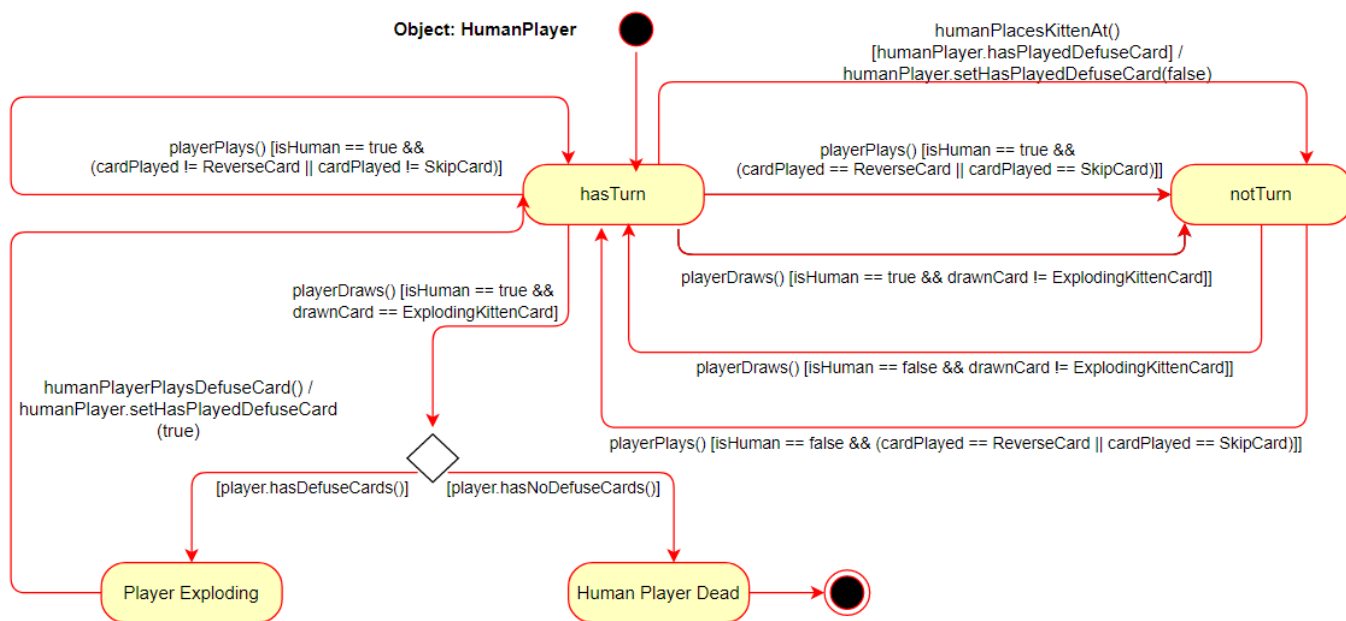 Object: HumanPlayer
humanPlacesKittenAt()
[humanPlayer.hasPlayedDefuseCard] /
humanPlayer.setHasPlayedDefuseCard(false)
playerPlays() [isHuman == true &&
(cardPlayed != ReverseCard || cardPlayed != SkipCard)]
playerPlays() [isHuman == true &&
(cardPlayed == ReverseCard || cardPlayed == SkipCard)]]
hasTurn
notTurn
playerDraws() [isHuman == true && drawnCard != ExplodingKittenCard]]
playerDraws() [isHuman == true &&
drawnCard == ExplodingKittenCard]
playerDraws() [isHuman == false && drawnCard != ExplodingKittenCard]]
humanPlayerPlaysDefuseCard() /
humanPlayer.setHasPlayedDefuseCard
(true)
playerPlays() [isHuman == false && (cardPlayed == ReverseCard || cardPlayed == SkipCard)]]
[player.hasDefuseCards()]
[player.hasNoDefuseCards()]
Player Exploding
Human Player Dead